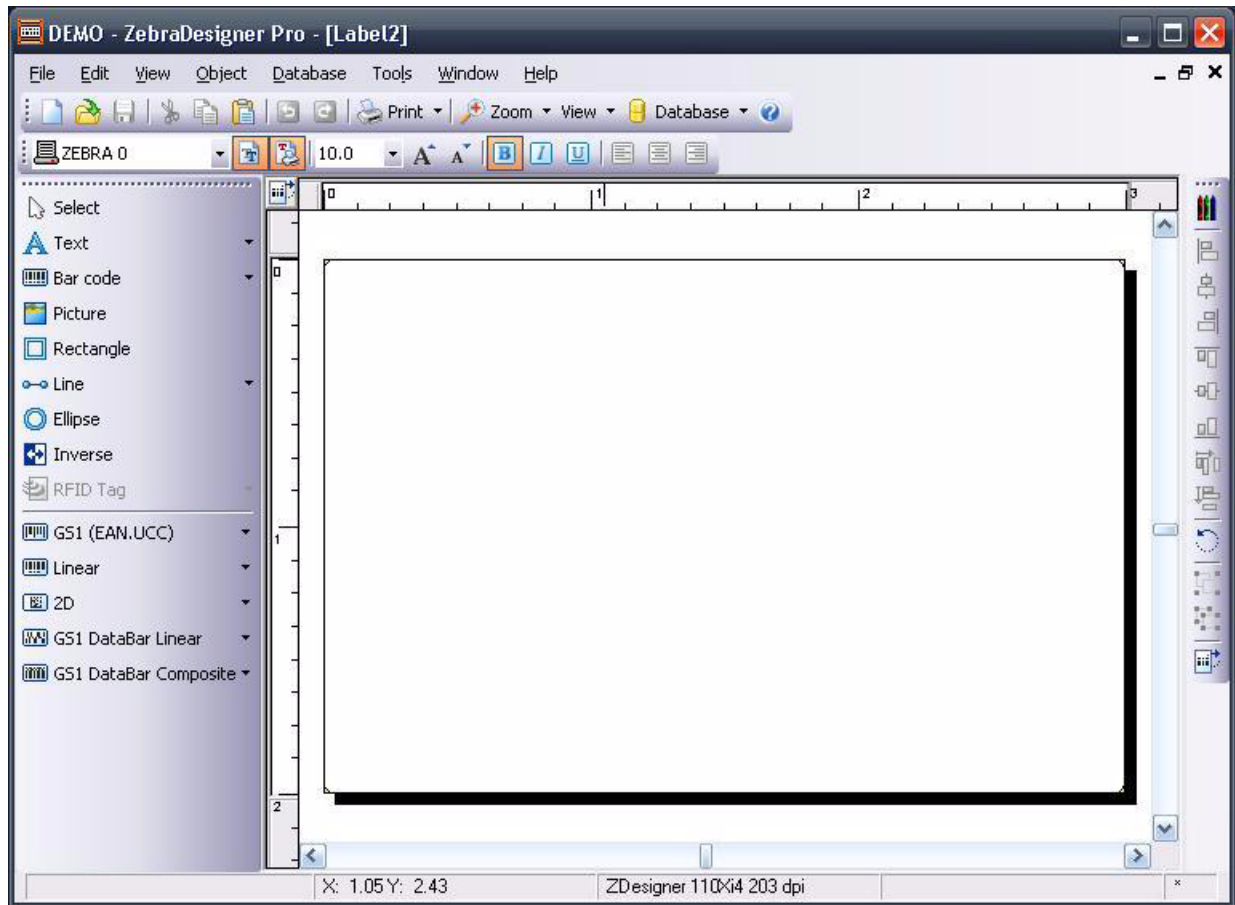 DEMO - ZebraDesigner Pro - [Label2]
File Edit View Object Database Tools Window Help
Print Zoom View Database
ZEBRA 0 10.0 A A B I U
0 1 2 3
Select
Text
Bar code
Picture
Rectangle
Line
Ellipse
Inverse
RFID Tag
GS1 (EAN.UCC)
Linear
2D
GS1 DataBar Linear
GS1 DataBar Composite
0
1
2
X: 1.05 Y: 2.43 ZDesigner 110Xi4 203 dpi *